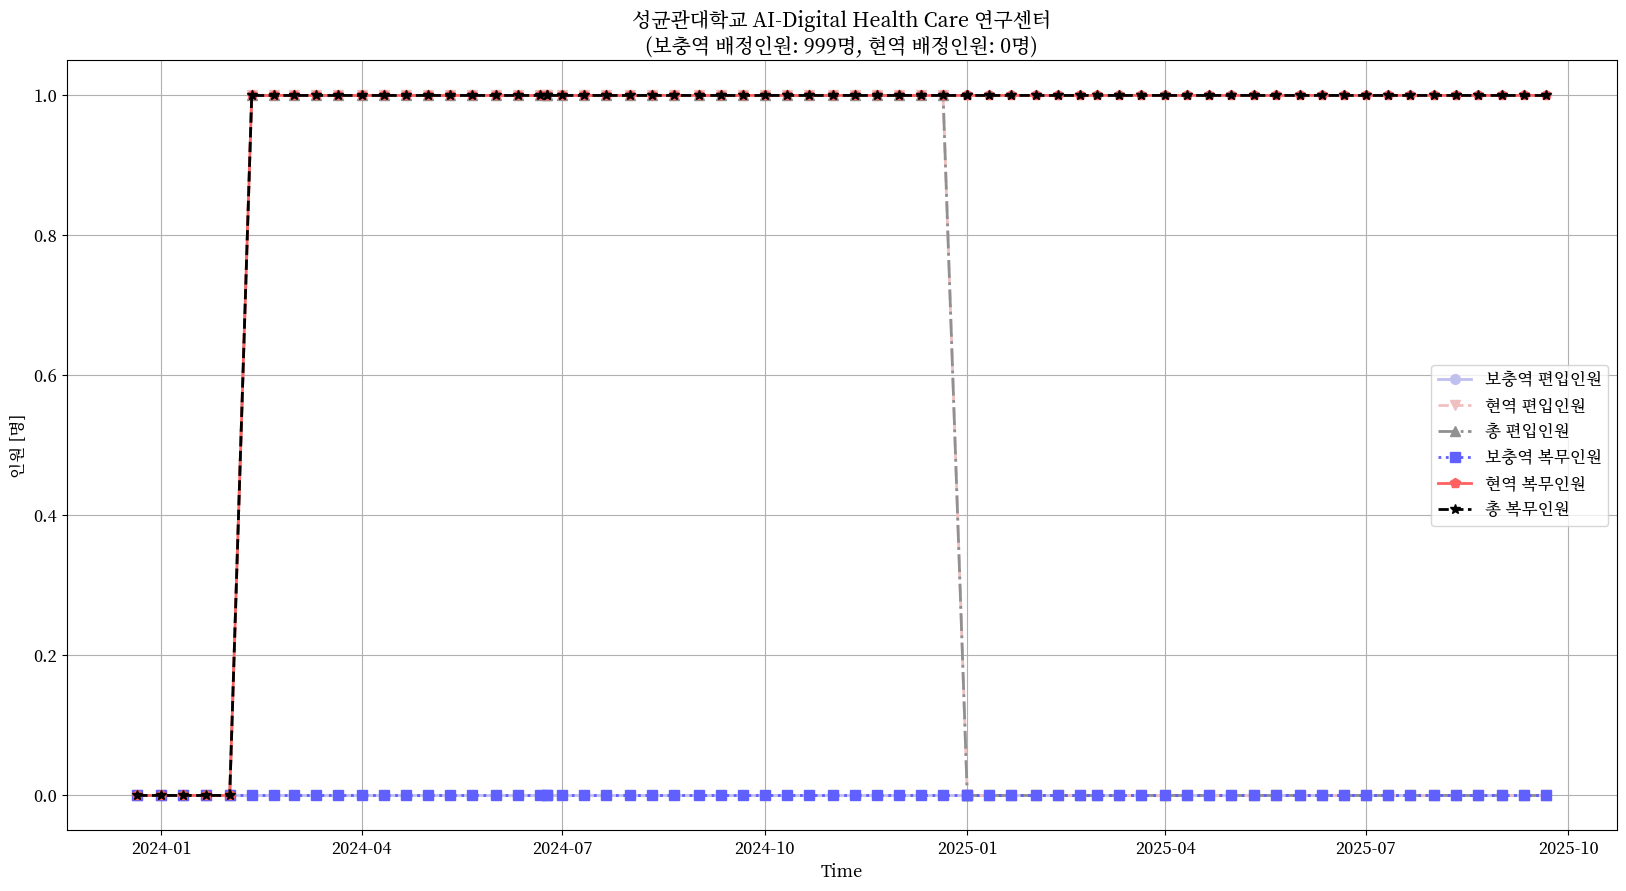 성균관대학교 AI-Digital Health Care 연구센터
(보충역 배정인원: 999명, 현역 배정인원: 0명)
인원 [명]
1.0
0.8
0.6
0.4
0.2
0.0
보충역 편입인원
현역 편입인원
총 편입인원
보충역 복무인원
현역 복무인원
총 복무인원
2024-01 2024-04 2024-07 2024-10 2025-01 2025-04 2025-07 2025-10
Time